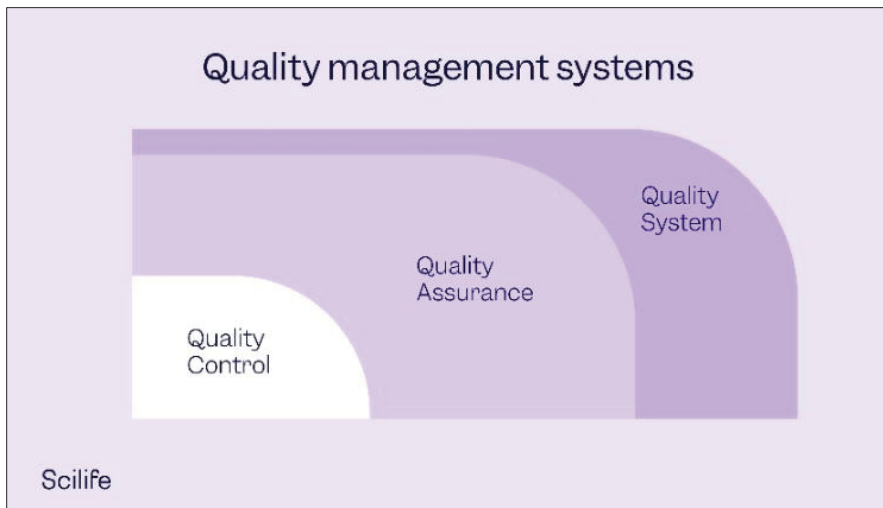 Quality management systems
Quality
System
Quality
Assurance
Quality
Control
Scilife